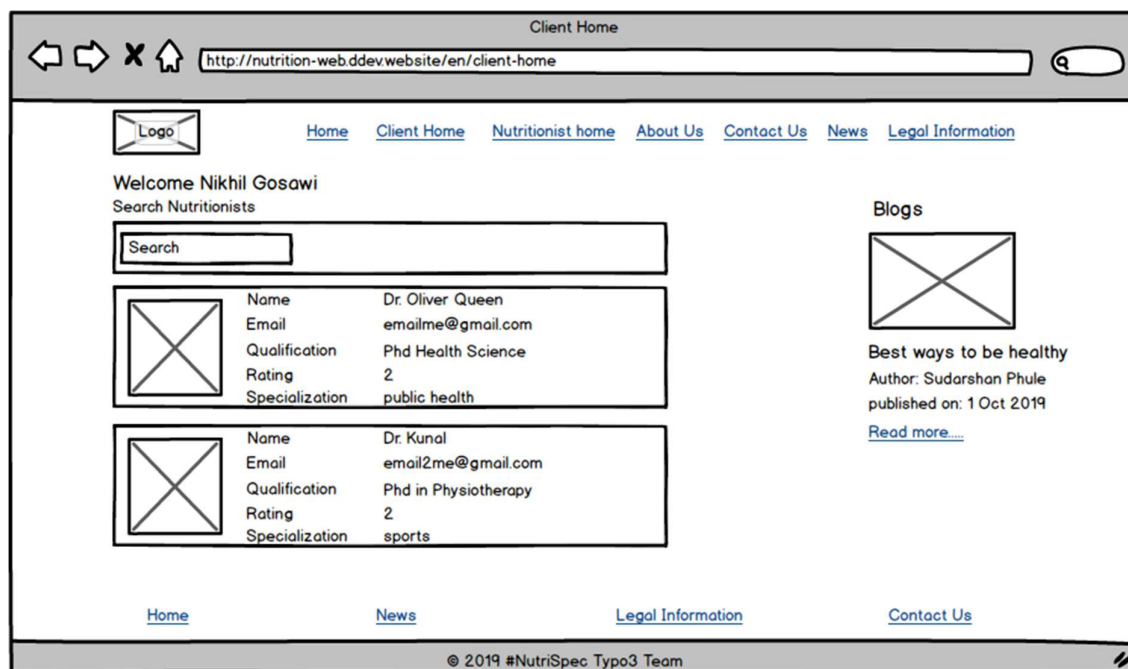 Client Home
http://nutrition-web.ddev.website/en/client-home
Logo
Home Client Home Nutritionist home About Us Contact Us News Legal Information
Welcome Nikhil Gosawi
Search Nutritionists
Search
Name Dr. Oliver Queen
Email emailme@gmail.com
Qualification Phd Health Science
Rating 2
Specialization public health
Name Dr. Kunal
Email email2me@gmail.com
Qualification Phd in Physiotherapy
Rating 2
Specialization sports
Blogs
Best ways to be healthy
Author: Sudarshan Phule
published on: 1 Oct 2019
Read more.....
Home News Legal Information Contact Us
© 2019 #NutriSpec Typo3 Team